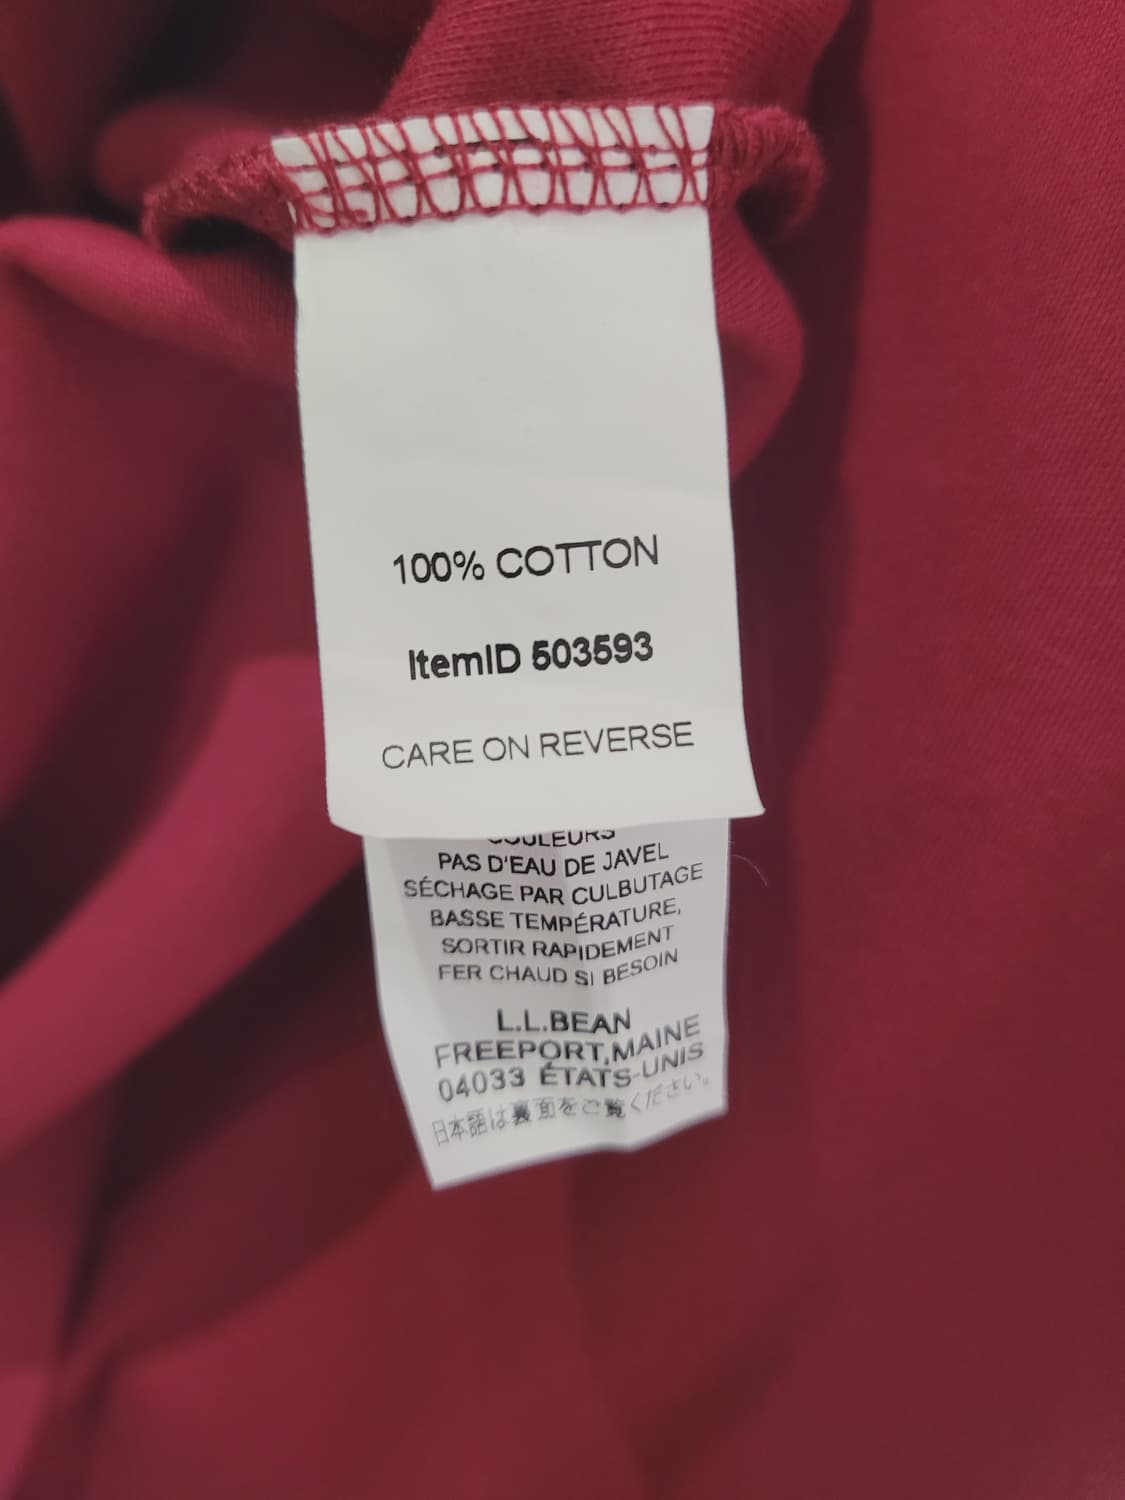 100% COTTON
ItemID 503593
CARE ON REVERSE
COULEURS
PAS D'EAU DE JAVEL
SÉCHAGE PAR CULBUTAGE
BASSE TEMPÉRATURE,
SORTIR RAPIDEMENT
FER CHAUD SI BESOIN
L.L.BEAN
FREEPORT,MAINE
04033 ÉTATS-UNIS
日本語は裏面をご覧ください。